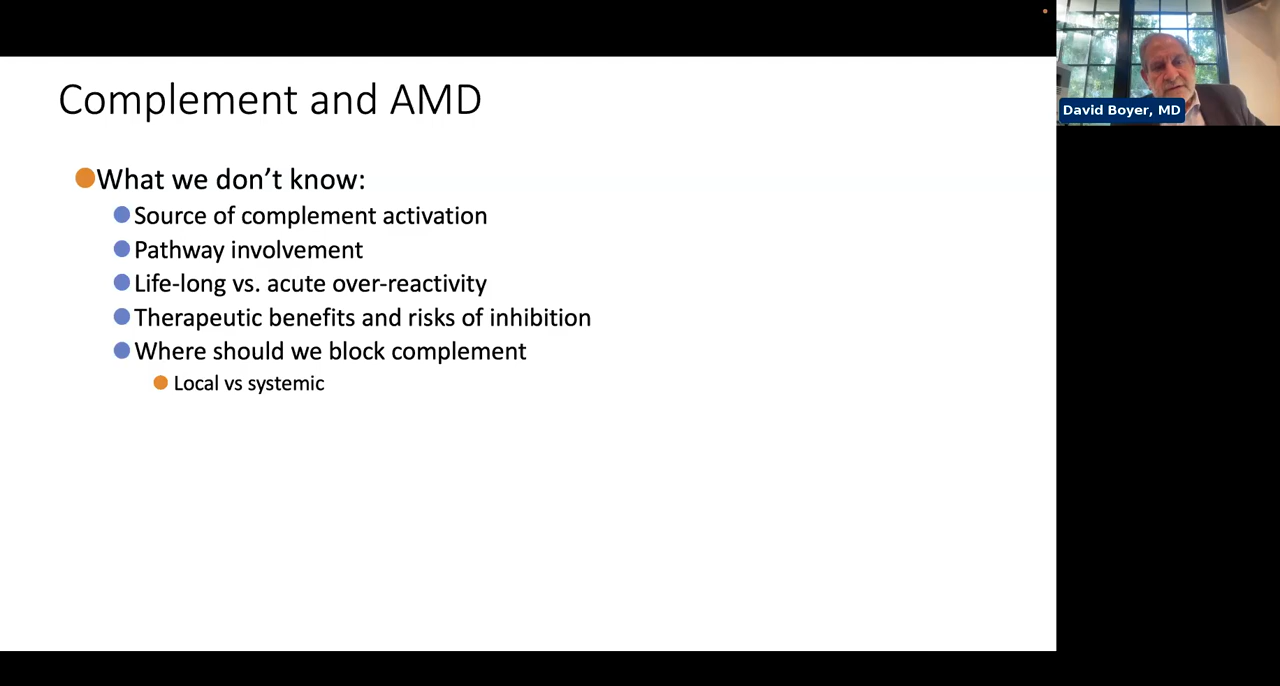 Complement and AMD
What we don’t know:
Source of complement activation
Pathway involvement
Life-long vs. acute over-reactivity
Therapeutic benefits and risks of inhibition
Where should we block complement
Local vs systemic
David Boyer, MD